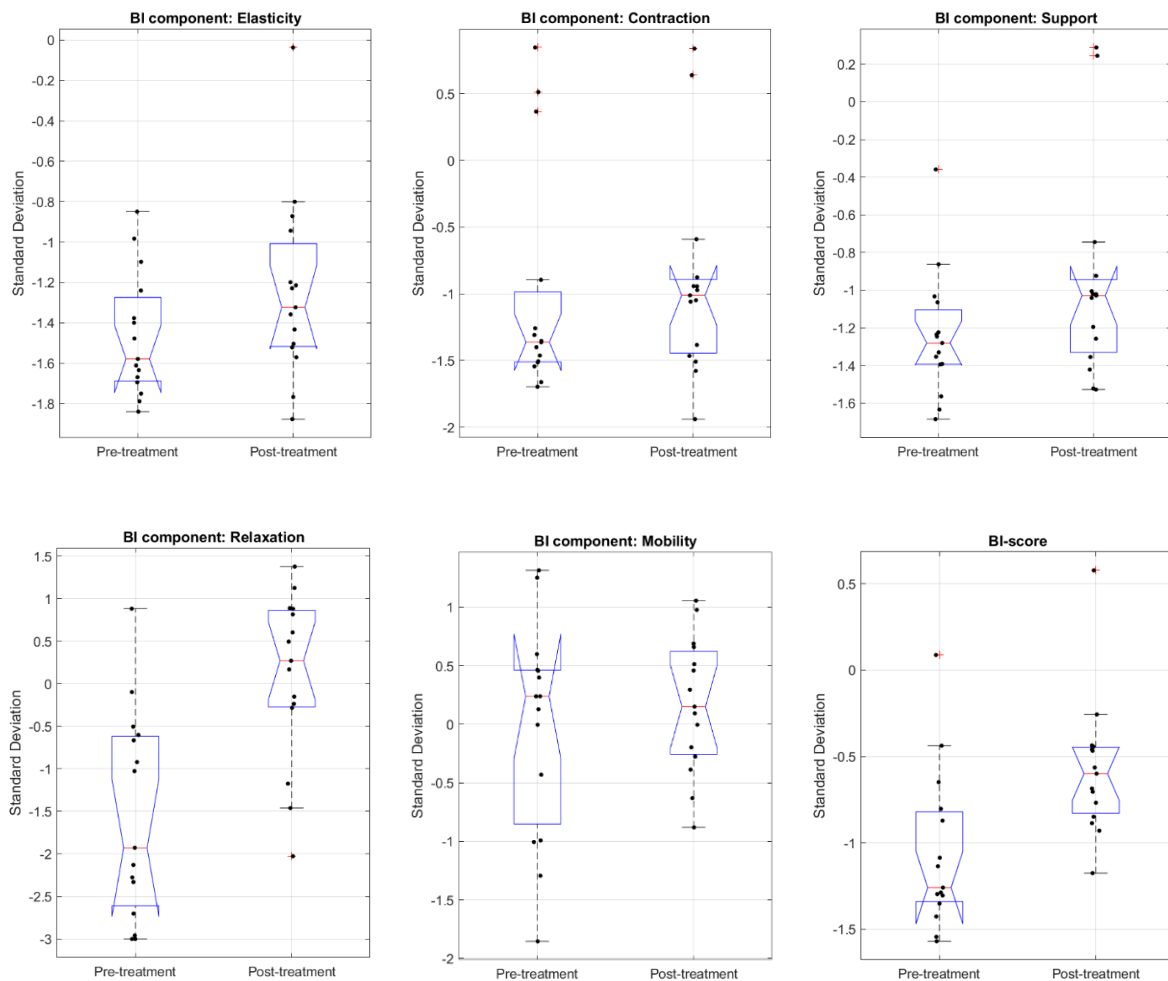 BI component: Elasticity
Standard Deviation
0
-0.2
-0.4
-0.6
-0.8
-1
-1.2
-1.4
-1.6
-1.8
Pre-treatment Post-treatment
BI component: Contraction
Standard Deviation
0.5
0
-0.5
-1
-1.5
-2
Pre-treatment Post-treatment
BI component: Support
Standard Deviation
0.2
0
-0.2
-0.4
-0.6
-0.8
-1
-1.2
-1.4
-1.6
Pre-treatment Post-treatment
BI component: Relaxation
Standard Deviation
1.5
1
0.5
0
-0.5
-1
-1.5
-2
-2.5
-3
Pre-treatment Post-treatment
BI component: Mobility
Standard Deviation
1
0.5
0
-0.5
-1
-1.5
-2
Pre-treatment Post-treatment
BI-score
Standard Deviation
0.5
0
-0.5
-1
-1.5
Pre-treatment Post-treatment